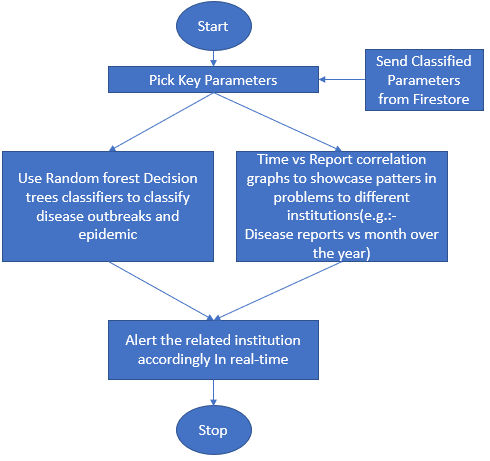 Start
Pick Key Parameters
Send Classified
Parameters
from Firestore
Use Random forest Decision
trees classifiers to classify
disease outbreaks and
epidemic
Time vs Report correlation
graphs to showcase patters in
problems to different
institutions(e.g.:-
Disease reports vs month over
the year)
Alert the related institution
accordingly In real-time
Stop